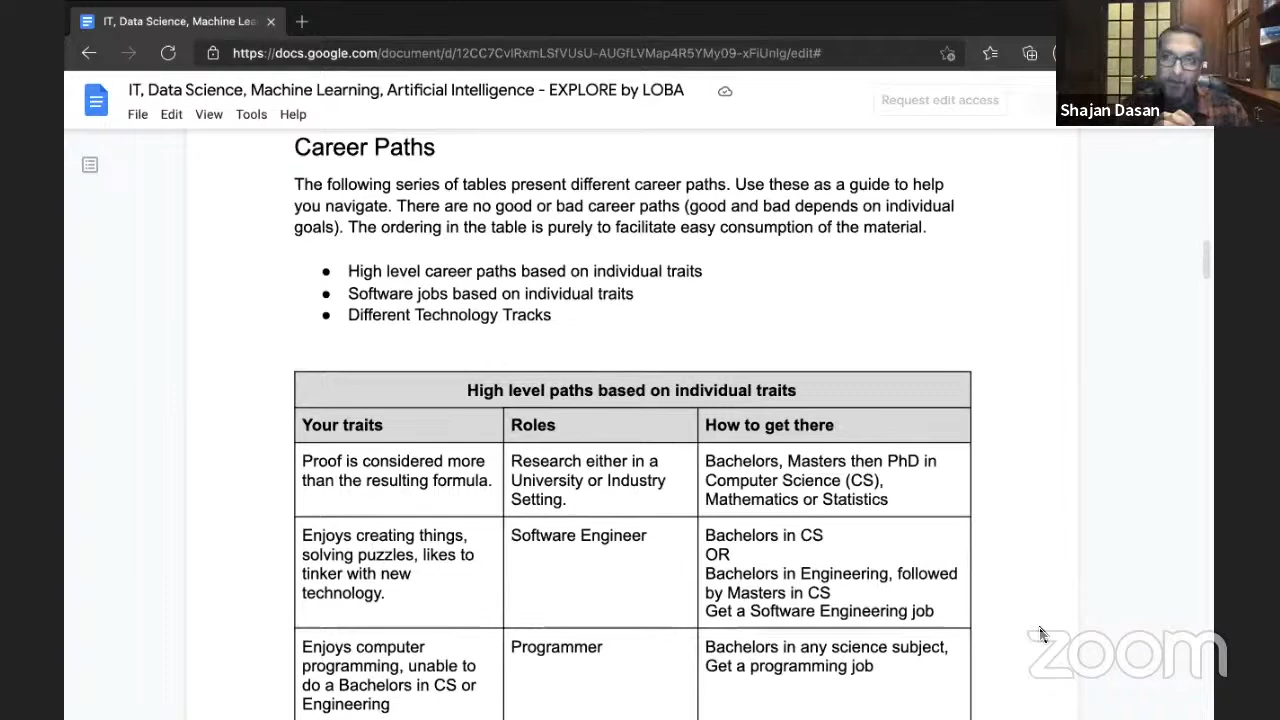 IT, Data Science, Machine Lea
https://docs.google.com/document/d/12CC7CvIRxmLSfVUsU-AUGfLVMap4R5YMy09-xFiUnIg/edit#
IT, Data Science, Machine Learning, Artificial Intelligence - EXPLORE by LOBA
Request edit access
File Edit View Tools Help
Shajan Dasan
Career Paths
The following series of tables present different career paths. Use these as a guide to help
you navigate. There are no good or bad career paths (good and bad depends on individual
goals). The ordering in the table is purely to facilitate easy consumption of the material.
● High level career paths based on individual traits
● Software jobs based on individual traits
● Different Technology Tracks
High level paths based on individual traits
Your traits Roles How to get there
Proof is considered more
than the resulting formula.
Research either in a
University or Industry
Setting.
Bachelors, Masters then PhD in
Computer Science (CS),
Mathematics or Statistics
Enjoys creating things,
solving puzzles, likes to
tinker with new
technology.
Software Engineer
Bachelors in CS
OR
Bachelors in Engineering, followed
by Masters in CS
Get a Software Engineering job
Enjoys computer
programming, unable to
do a Bachelors in CS or
Engineering
Programmer
Bachelors in any science subject,
Get a programming job
zoom